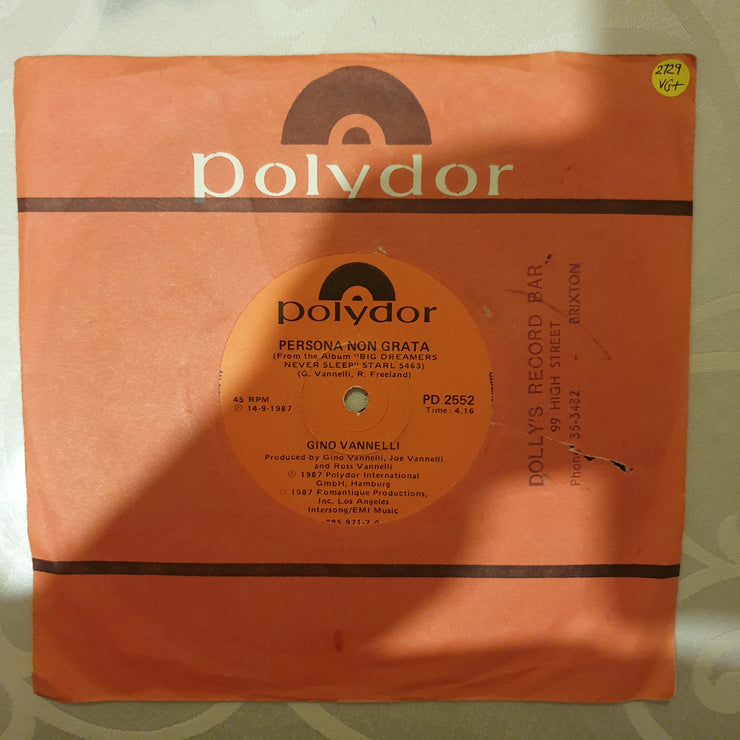 2729
VG+
polydor
polydor
PERSONA NON GRATA
(From the Album "BIG DREAMERS
NEVER SLEEP" STARL 5463)
(G. Vannelli, R. Freeland)
45 RPM
℗ 14-9-1987
PD 2552
Time: 4.16
GINO VANNELLI
Produced by Gino Vannelli, Joe Vannelli
and Ross Vannelli
℗ 1987 Polydor International
GmbH, Hamburg
© 1987 Fomantique Productions,
Inc. Los Angeles
Intersong/EMI Music
DOLLY'S RECORD BAR
99 HIGH STREET
Phone 35-3482 - BRIXTON